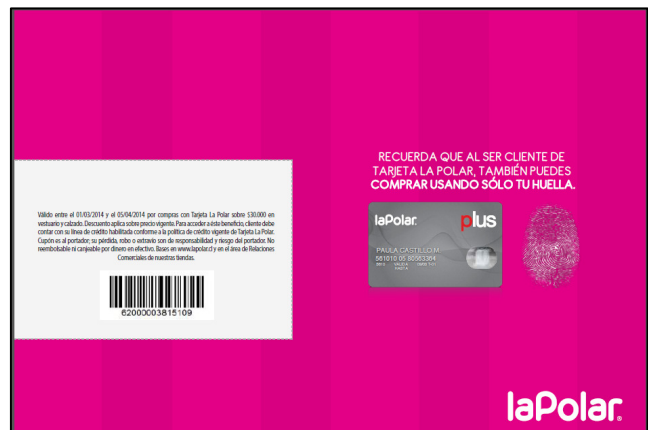 Válido entre el 01/03/2014 y el 05/04/2014 por compras con Tarjeta La Polar sobre $30.000 en
vestuario y calzado. Descuento aplica sobre precio vigente. Para acceder a éste beneficio, cliente debe
contar con su línea de crédito habilitada conforme a la política de crédito vigente de Tarjeta La Polar.
Cupón es al portador; su pérdida, robo o extravío son de responsabilidad y riesgo del portador. No
reembolsable ni canjeable por dinero en efectivo. Bases en www.lapolar.cl y en el área de Relaciones
Comerciales de nuestras tiendas.
62000003815109
RECUERDA QUE AL SER CLIENTE DE
TARJETA LA POLAR, TAMBIÉN PUEDES
COMPRAR USANDO SÓLO TU HUELLA.
laPolar. plus
PAULA CASTILLO M
laPolar.